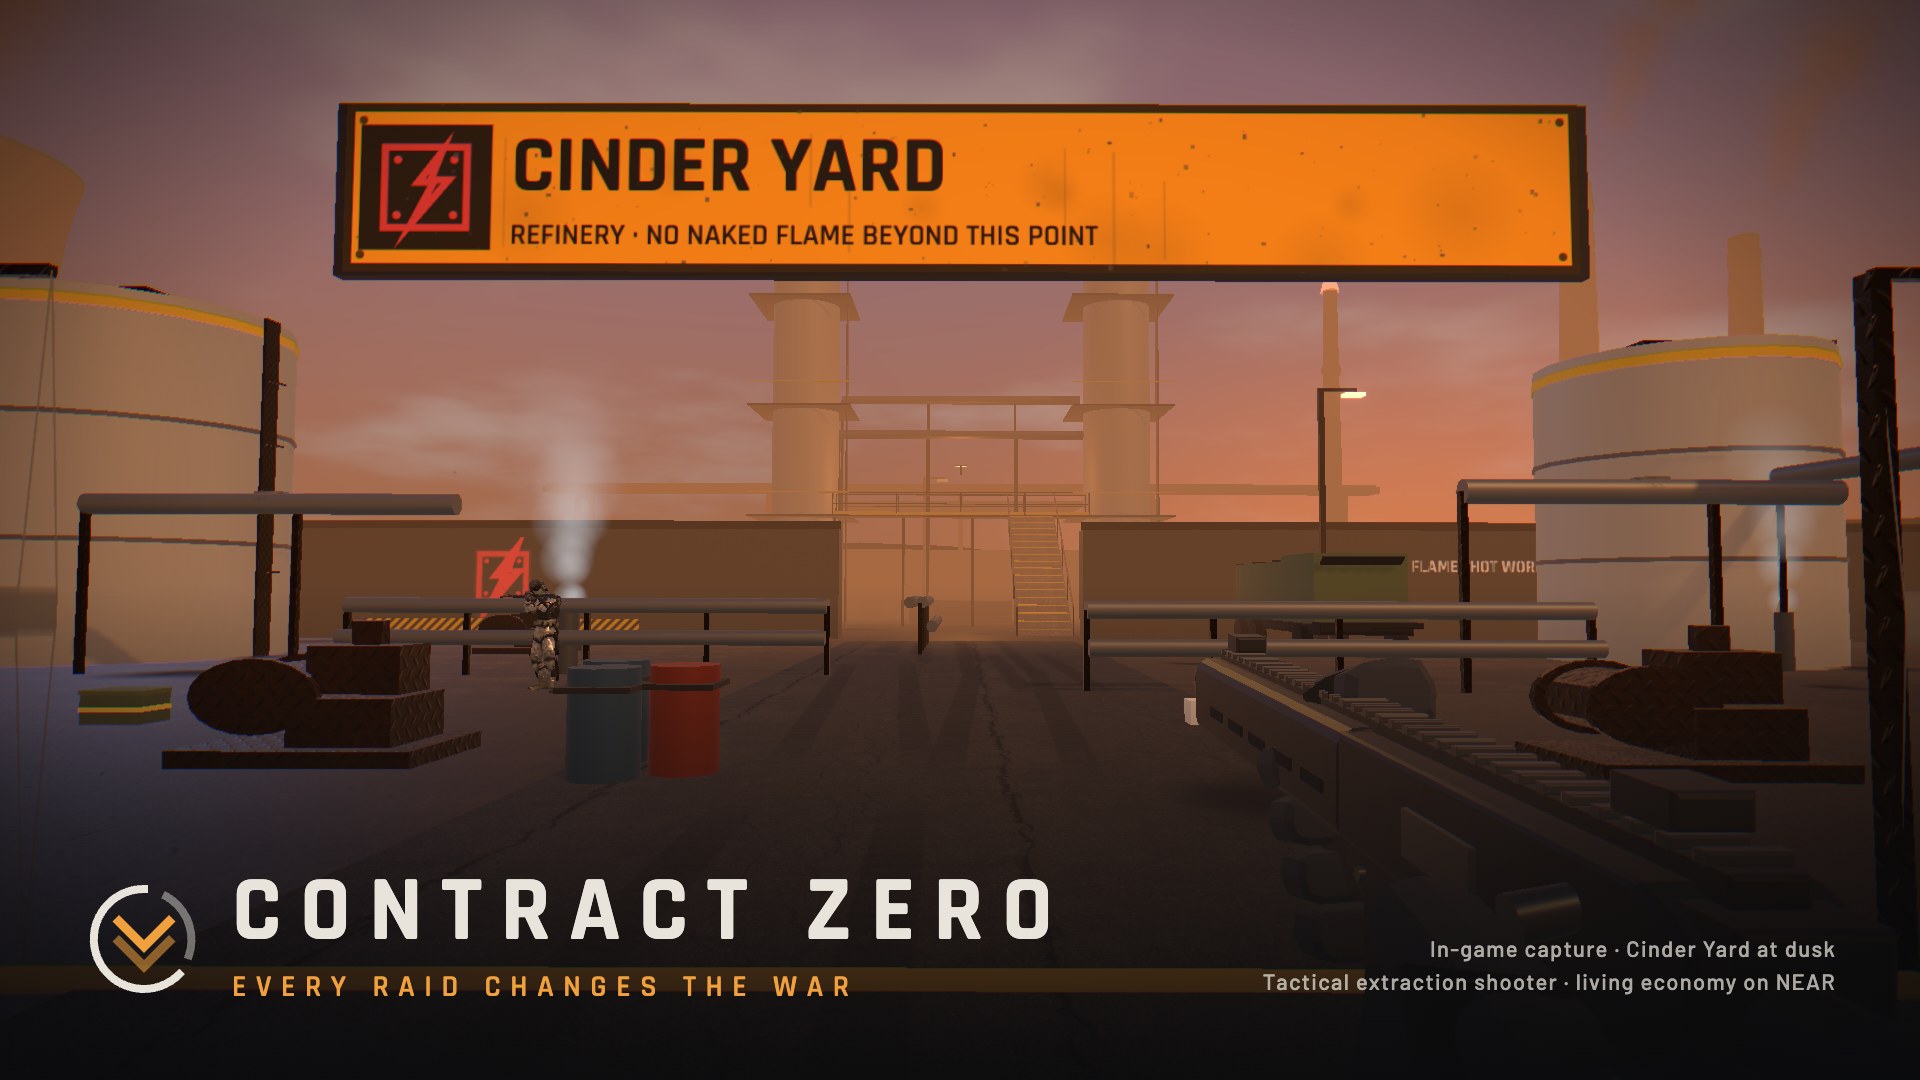 CINDER YARD
REFINERY · NO NAKED FLAME BEYOND THIS POINT
FLAME HOT WOR
CONTRACT ZERO
EVERY RAID CHANGES THE WAR
In-game capture · Cinder Yard at dusk
Tactical extraction shooter · living economy on NEAR